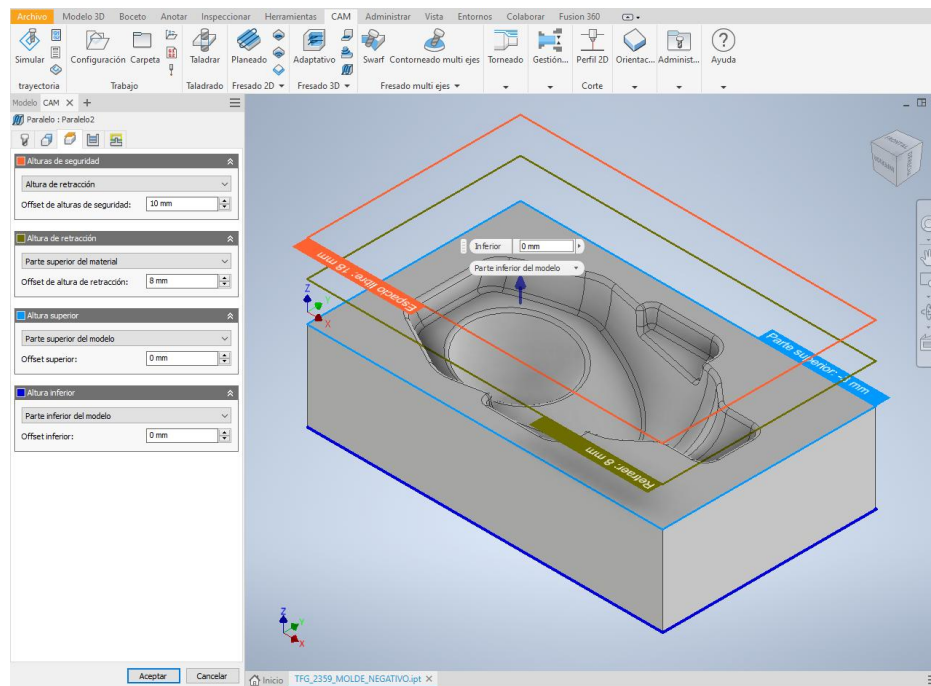 Archivo Modelo 3D Boceto Anotar Inspeccionar Herramientas CAM Administrar Vista Entornos Colaborar Fusion 360
Simular Configuración Carpeta Taladrar Planeado Adaptativo Swarf Contorneado multi ejes Torneado Gestión... Perfil 2D Orientac... Administ... Ayuda
trayectoria Trabajo Taladrado Fresado 2D Fresado 3D Fresado multi ejes Corte
Modelo CAM
Paralelo : Paralelo2
Alturas de seguridad
Altura de retracción
Offset de alturas de seguridad: 10 mm
Altura de retracción
Parte superior del material
Offset de altura de retracción: 8 mm
Altura superior
Parte superior del modelo
Offset superior: 0 mm
Altura inferior
Parte inferior del modelo
Offset inferior: 0 mm
Aceptar Cancelar
FRONTAL
Inferior 0 mm
Parte inferior del modelo
Espacio libre: 18 mm
Z
Y
X
Retraer: 8 mm
Z
Y
X
Inicio TFG_2359_MOLDE_NEGATIVO.ipt